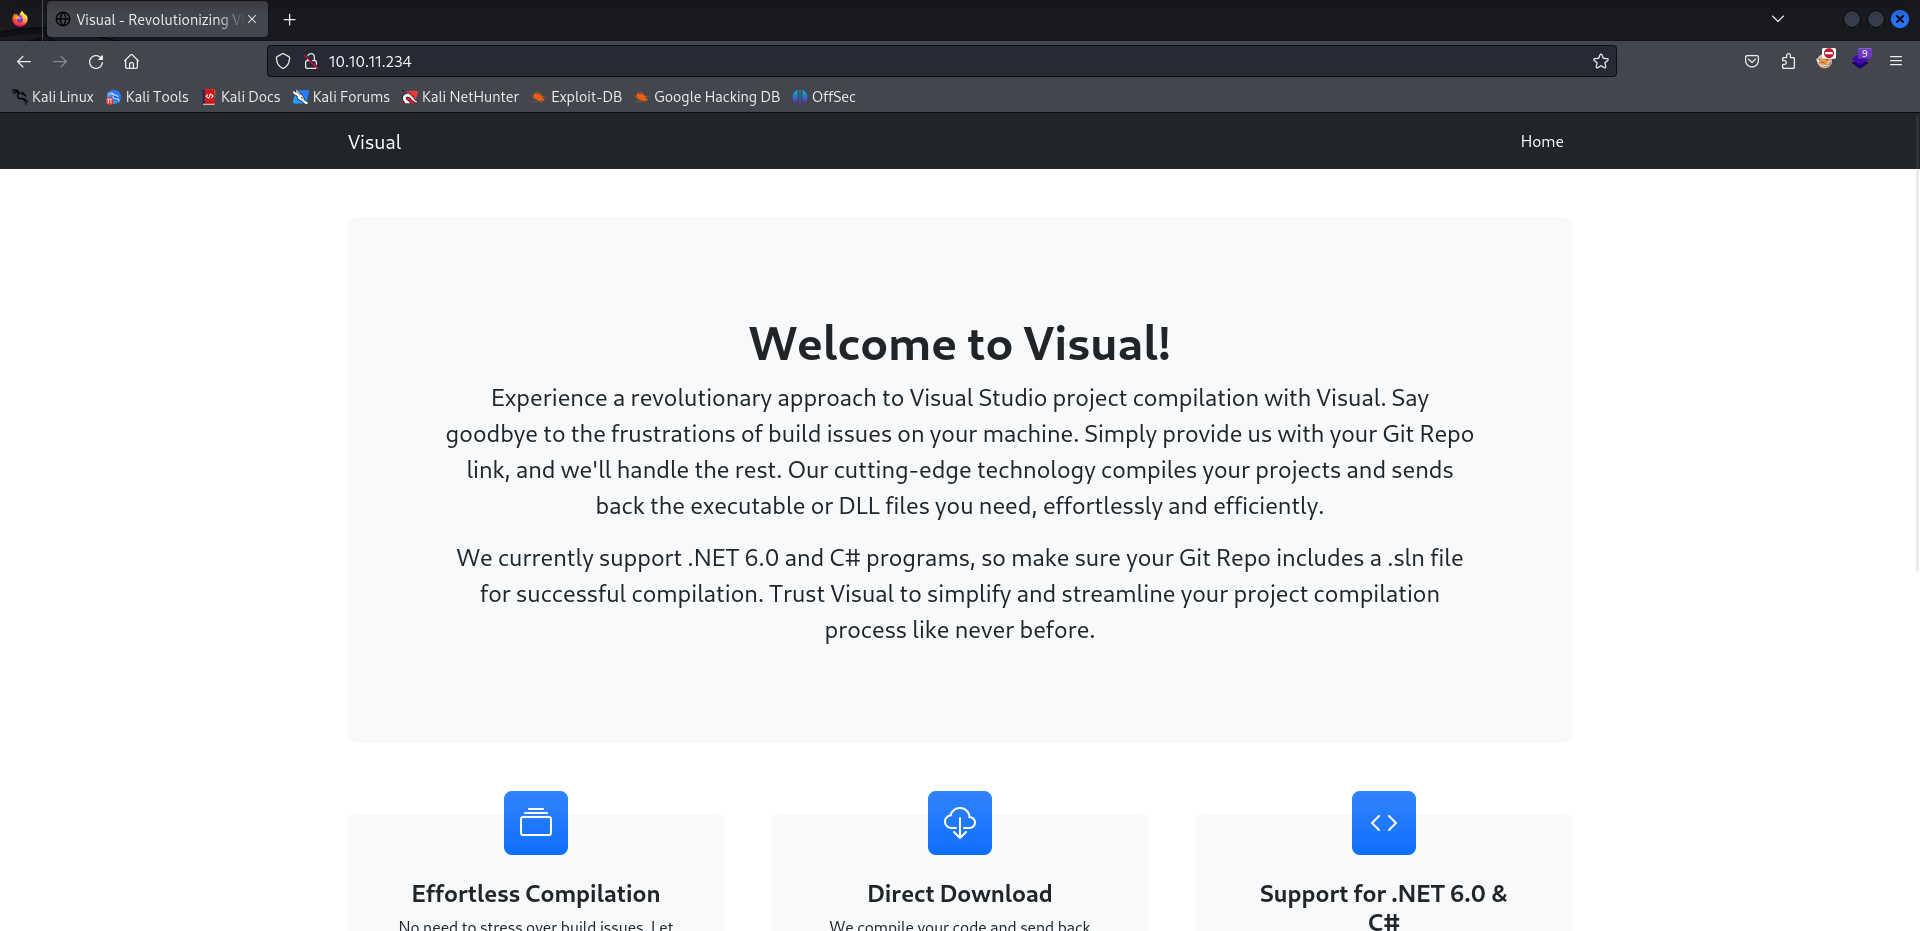 Visual - Revolutionizing V
10.10.11.234
9
Kali Linux Kali Tools Kali Docs Kali Forums Kali NetHunter Exploit-DB Google Hacking DB OffSec
Visual Home
Welcome to Visual!
Experience a revolutionary approach to Visual Studio project compilation with Visual. Say
goodbye to the frustrations of build issues on your machine. Simply provide us with your Git Repo
link, and we'll handle the rest. Our cutting-edge technology compiles your projects and sends
back the executable or DLL files you need, effortlessly and efficiently.
We currently support .NET 6.0 and C# programs, so make sure your Git Repo includes a .sln file
for successful compilation. Trust Visual to simplify and streamline your project compilation
process like never before.
Effortless Compilation
No need to stress over build issues. Let
Direct Download
We compile your code and send back
Support for .NET 6.0 &
C#